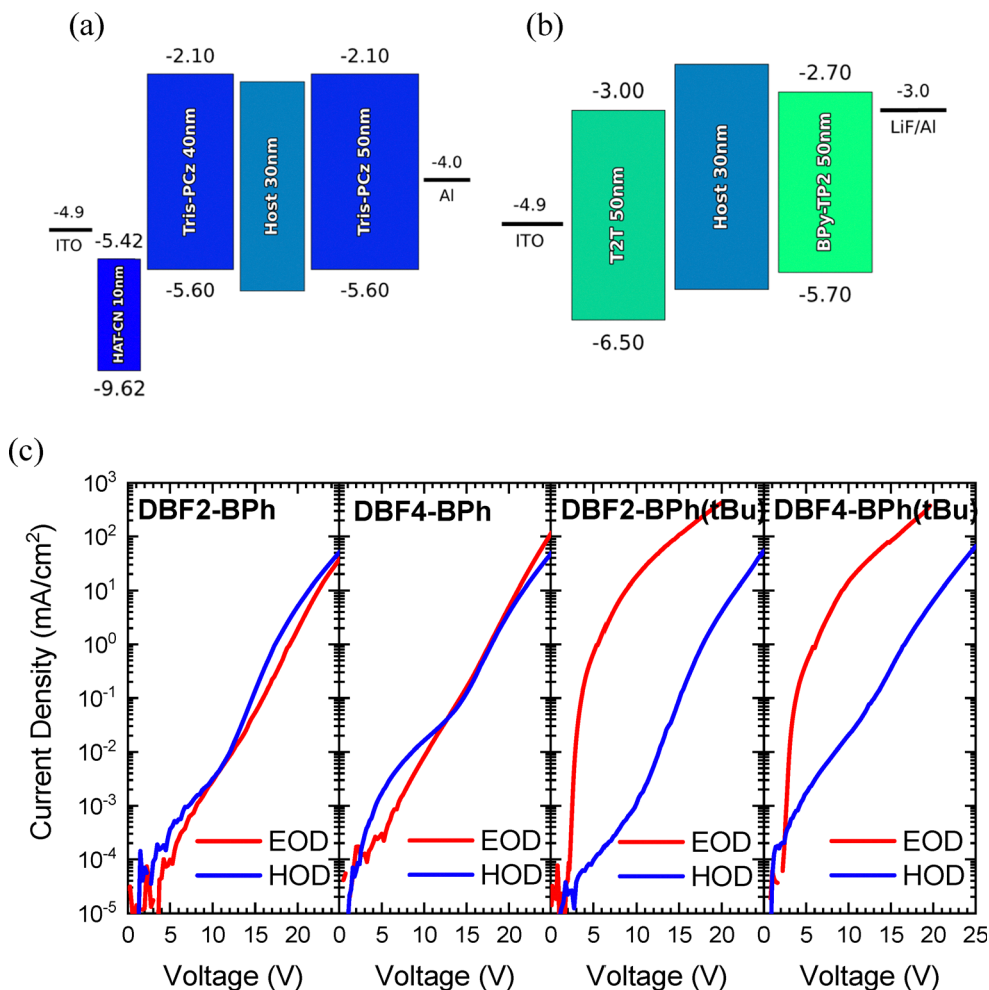 (a)
-2.10
-2.10
Tris-PCz 40nm
Host 30nm
Tris-PCz 50nm
-4.0
Al
-4.9
ITO
-5.42
HAT-CN 10nm
-5.60
-5.60
-9.62
(b)
-3.00
-2.70
-3.0
LiF/Al
T2T 50nm
Host 30nm
BPy-TP2 50nm
-4.9
ITO
-5.70
-6.50
(c)
Current Density (mA/cm²)
10³
10²
10¹
10⁰
10⁻¹
10⁻²
10⁻³
10⁻⁴
10⁻⁵
DBF2-BPh
EOD
HOD
0 5 10 15 20
Voltage (V)
DBF4-BPh
EOD
HOD
0 5 10 15 20
Voltage (V)
DBF2-BPh(tBu)
EOD
HOD
0 5 10 15 20
Voltage (V)
DBF4-BPh(tBu)
EOD
HOD
0 5 10 15 20 25
Voltage (V)